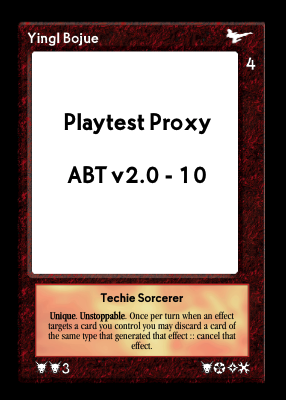 Yingl Bojue
4
Playtest Proxy
ABT v2.0 - 10
Techie Sorcerer
Unique. Unstoppable. Once per turn when an effect
targets a card you control you may discard a card of
the same type that generated that effect :: cancel that
effect.
3